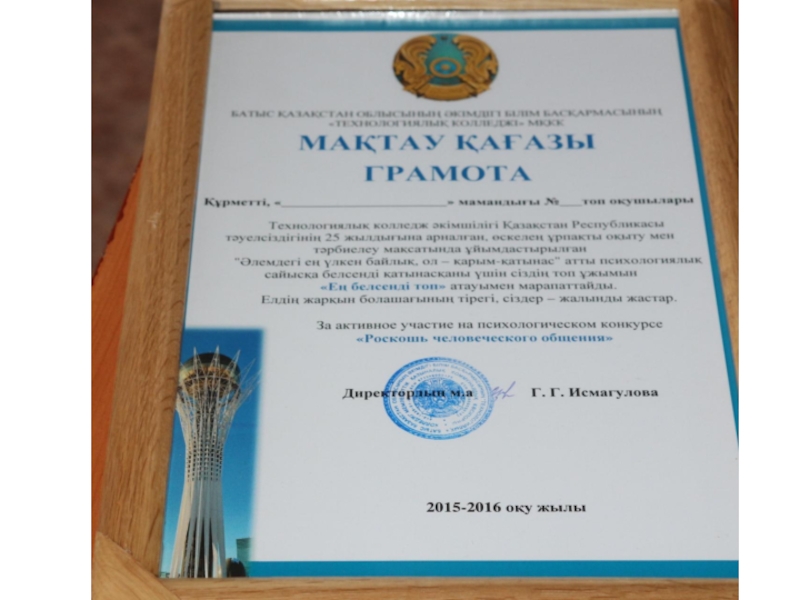 БАТЫС ҚАЗАҚСТАН ОБЛЫСЫНЫҢ ӘКІМДІГІ БІЛІМ БАСҚАРМАСЫНЫҢ
«ТЕХНОЛОГИЯЛЫҚ КОЛЛЕДЖІ» МҚКК
МАҚТАУ ҚАҒАЗЫ
ГРАМОТА
Құрметті, «______________________» мамандығы №___топ оқушылары
Технологиялық колледж әкімшілігі Қазақстан Республикасы
тәуелсіздігінің 25 жылдығына арналған, өскелең ұрпақты оқыту мен
тәрбиелеу мақсатында ұйымдастырылған
"Әлемдегі ең үлкен байлық, ол – қарым-қатынас" атты психологиялық
сайысқа белсенді қатынасқаны үшін сіздің топ ұжымын
«Ең белсенді топ» атауымен марапаттайды.
Елдің жарқын болашағының тірегі, сіздер – жалынды жастар.
За активное участие на психологическом конкурсе
«Роскошь человеческого общения»
Директордың м.а Г. Г. Исмагулова
2015-2016 оқу жылы